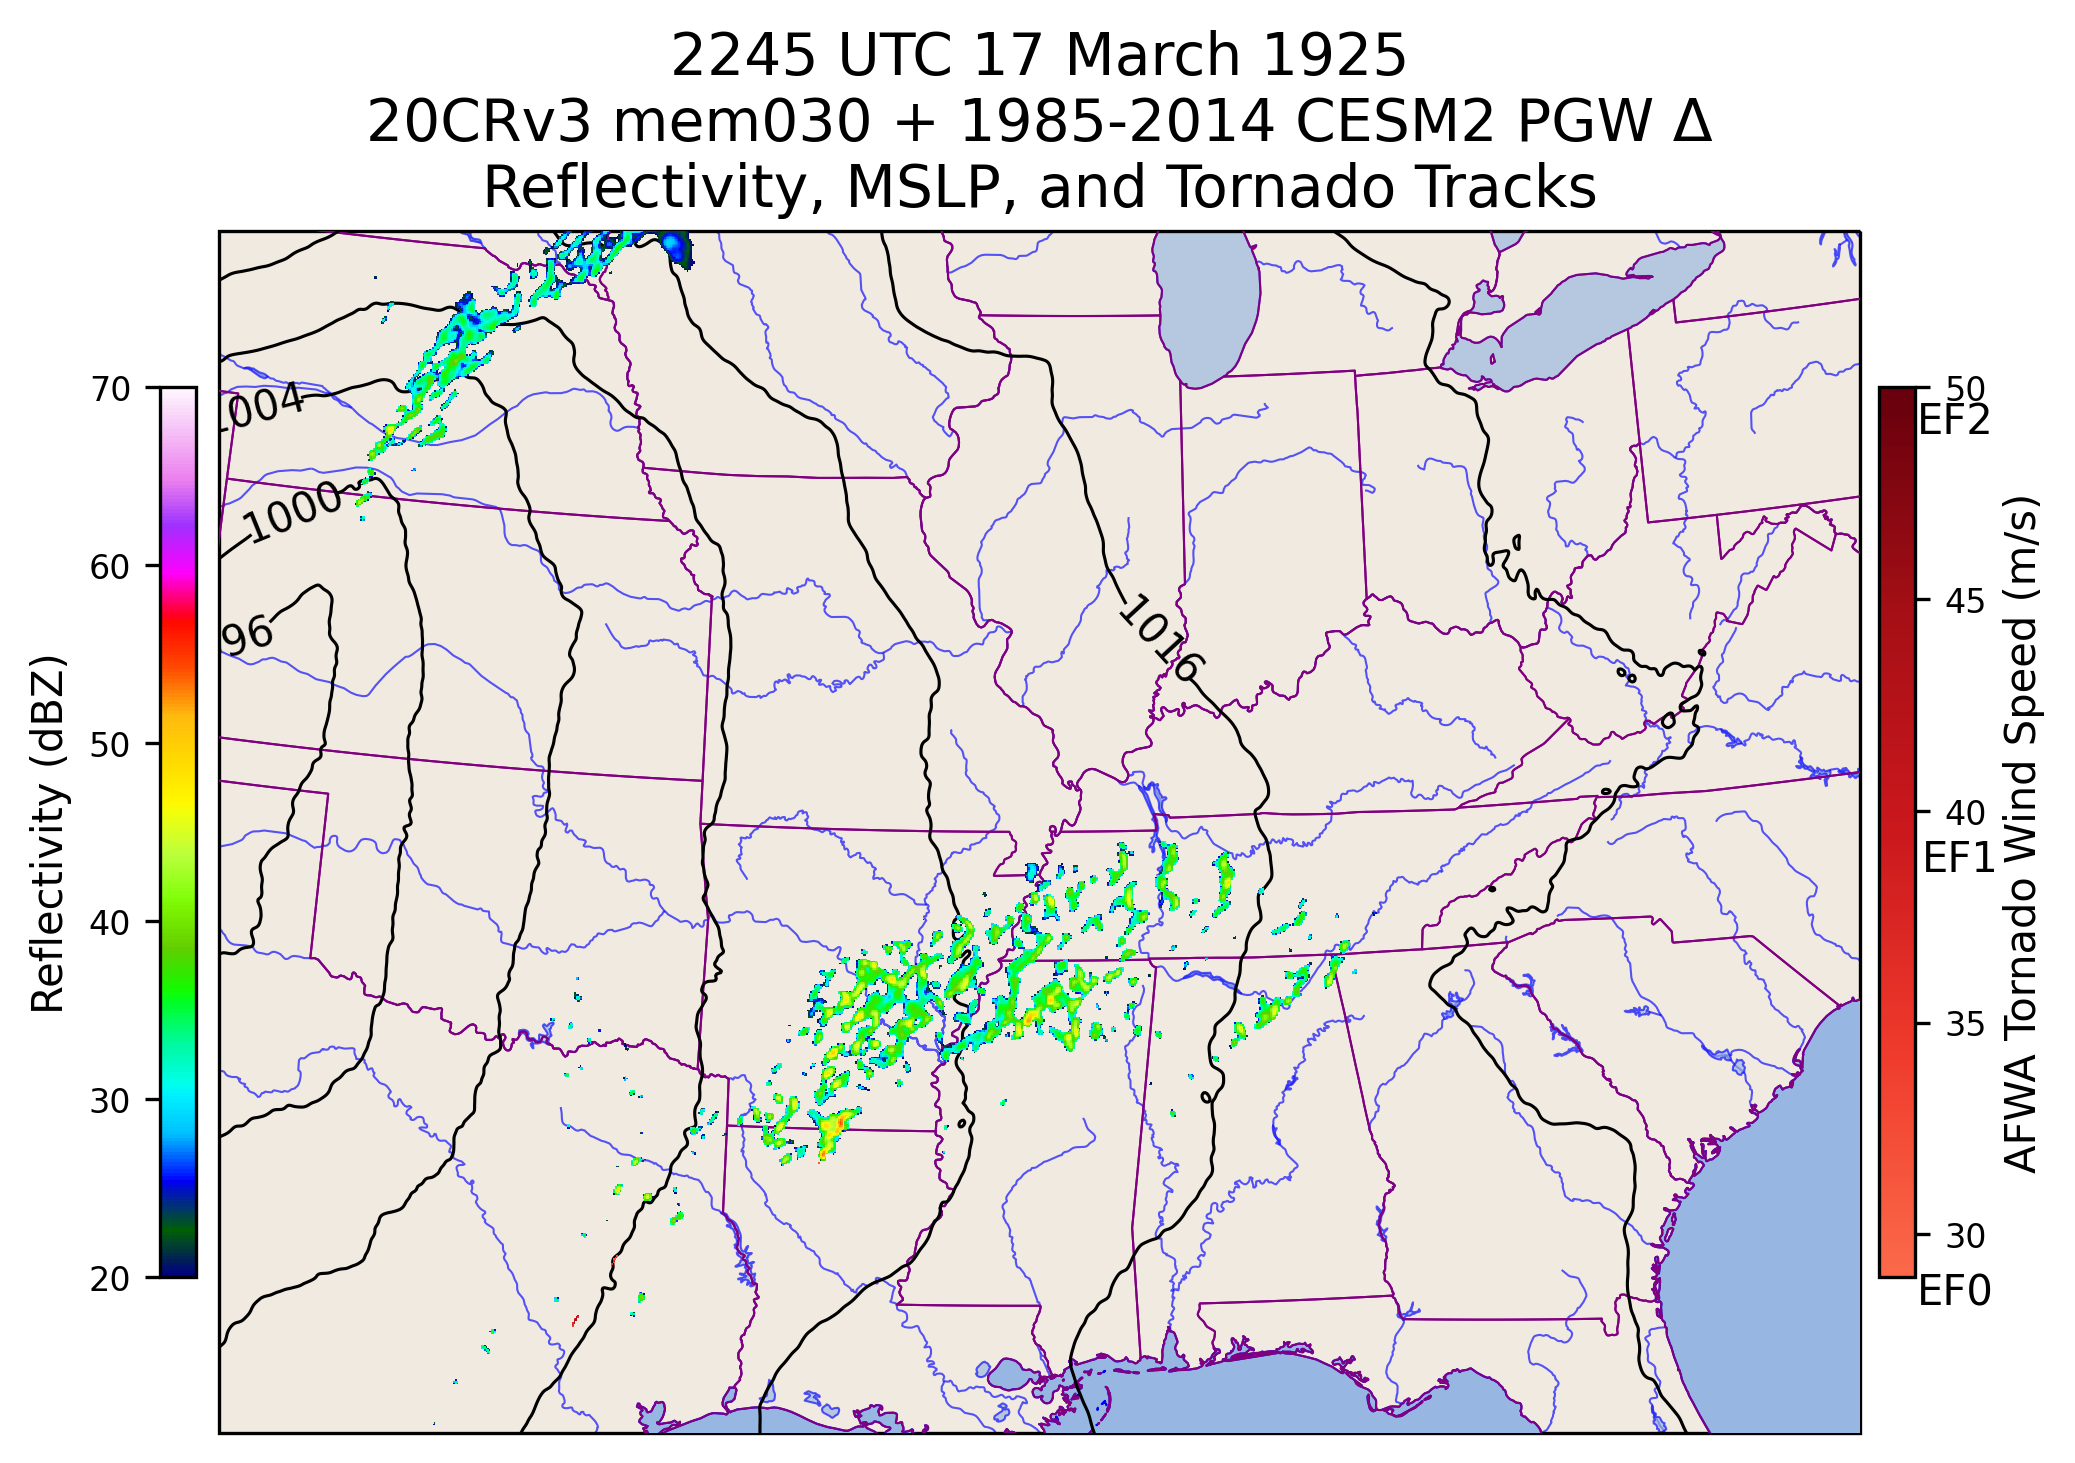 2245 UTC 17 March 1925
20CRv3 mem030 + 1985-2014 CESM2 PGW Δ
Reflectivity, MSLP, and Tornado Tracks
70
60
50
40
30
20
Reflectivity (dBZ)
1000
1016
50
EF2
45
40
EF1
35
30
EF0
AFWA Tornado Wind Speed (m/s)